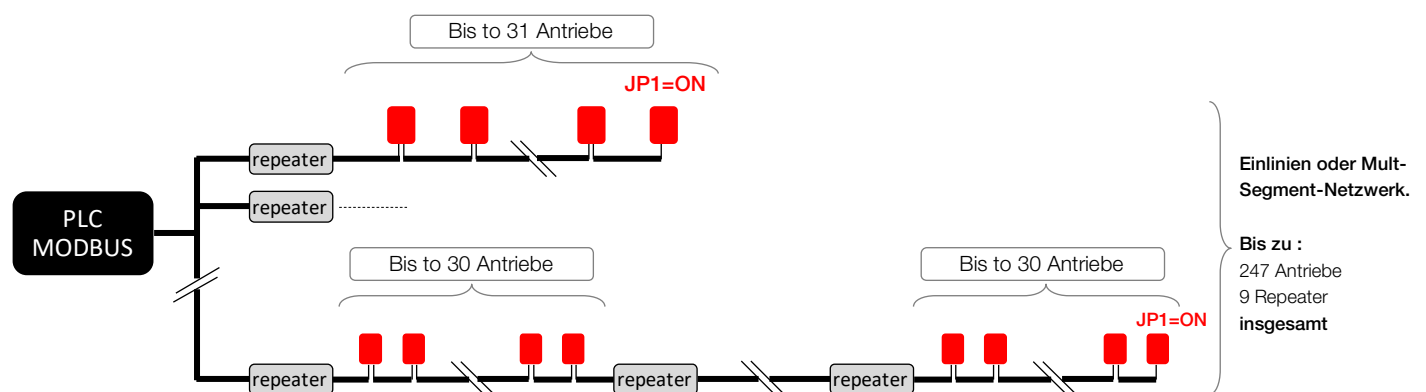 Bis to 31 Antriebe
JP1=ON
repeater
repeater
PLC
MODBUS
Bis to 30 Antriebe
Bis to 30 Antriebe
JP1=ON
repeater
repeater
repeater
Einlinien oder Mult-
Segment-Netzwerk.
Bis zu :
247 Antriebe
9 Repeater
insgesamt